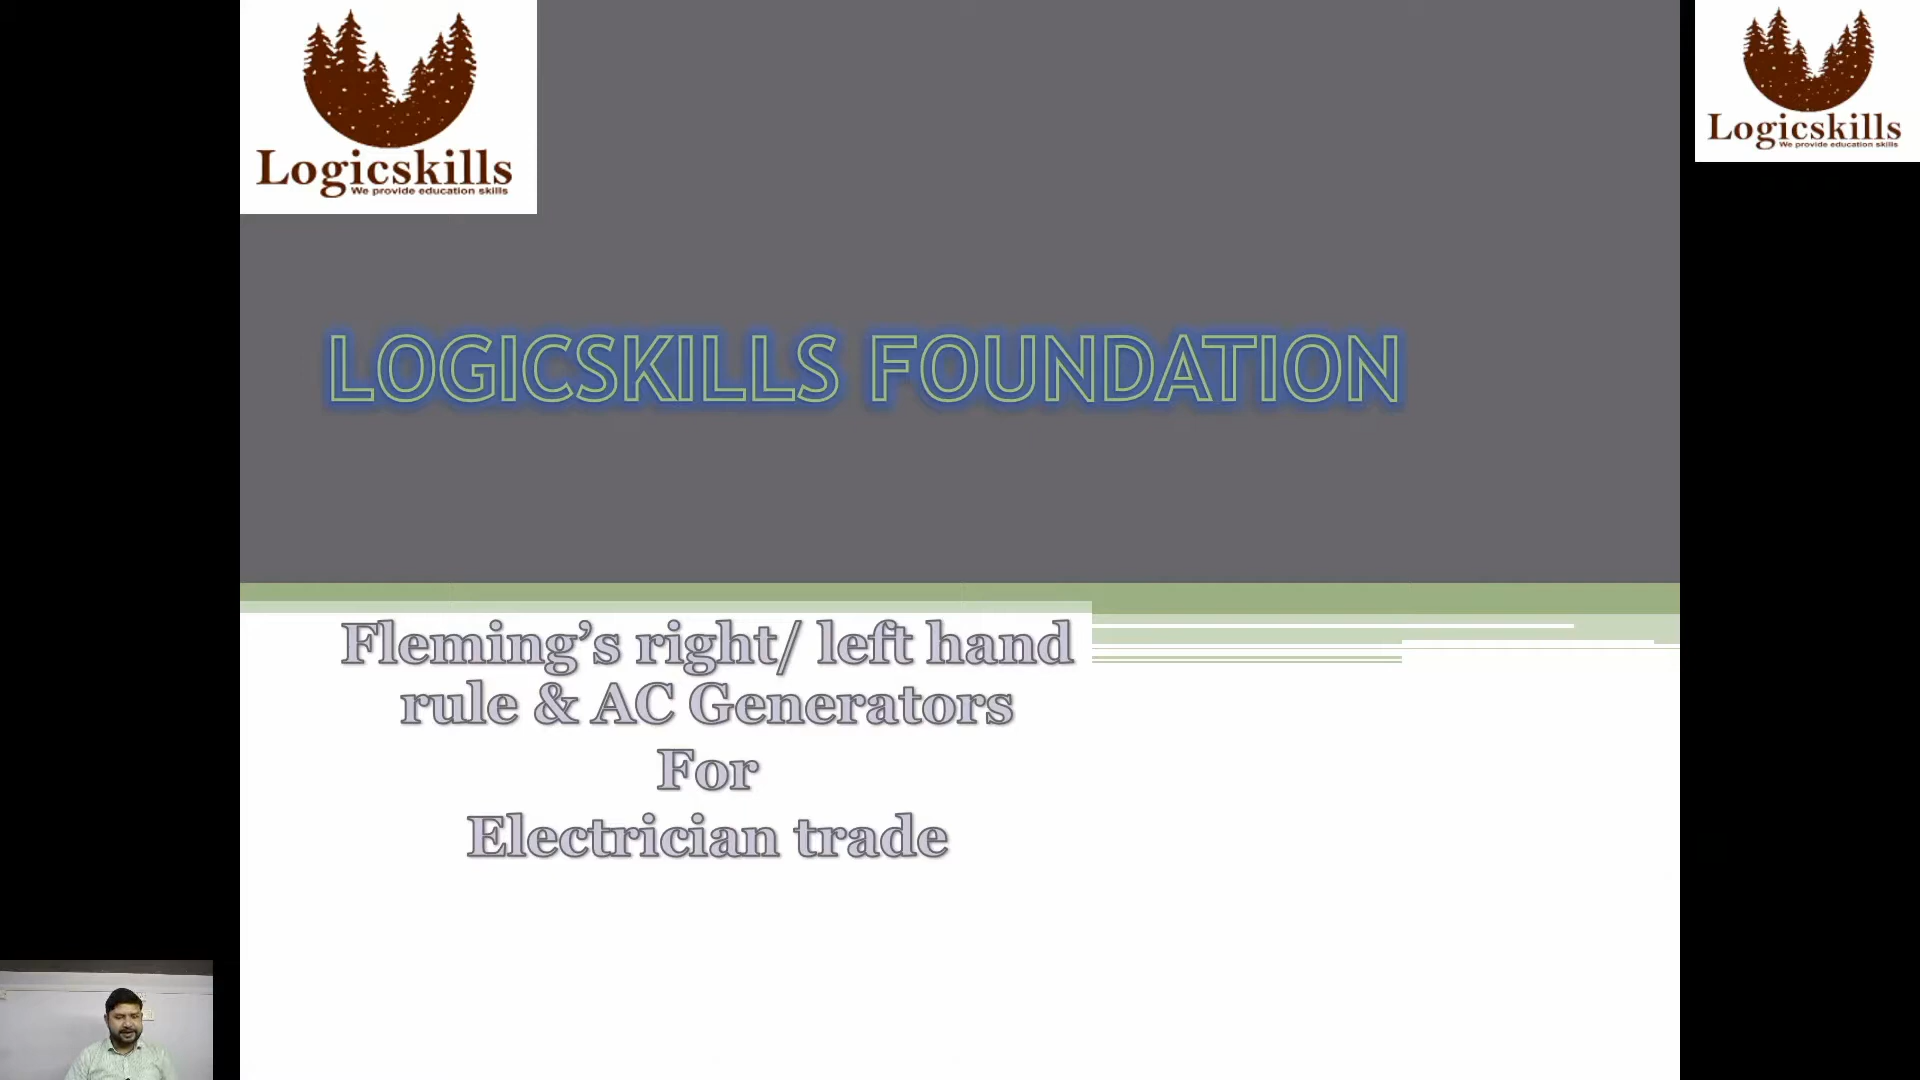 Logicskills
We provide education skills
Logicskills
We provide education skills
LOGICSKILLS FOUNDATION
Fleming’s right/ left hand
rule & AC Generators
For
Electrician trade